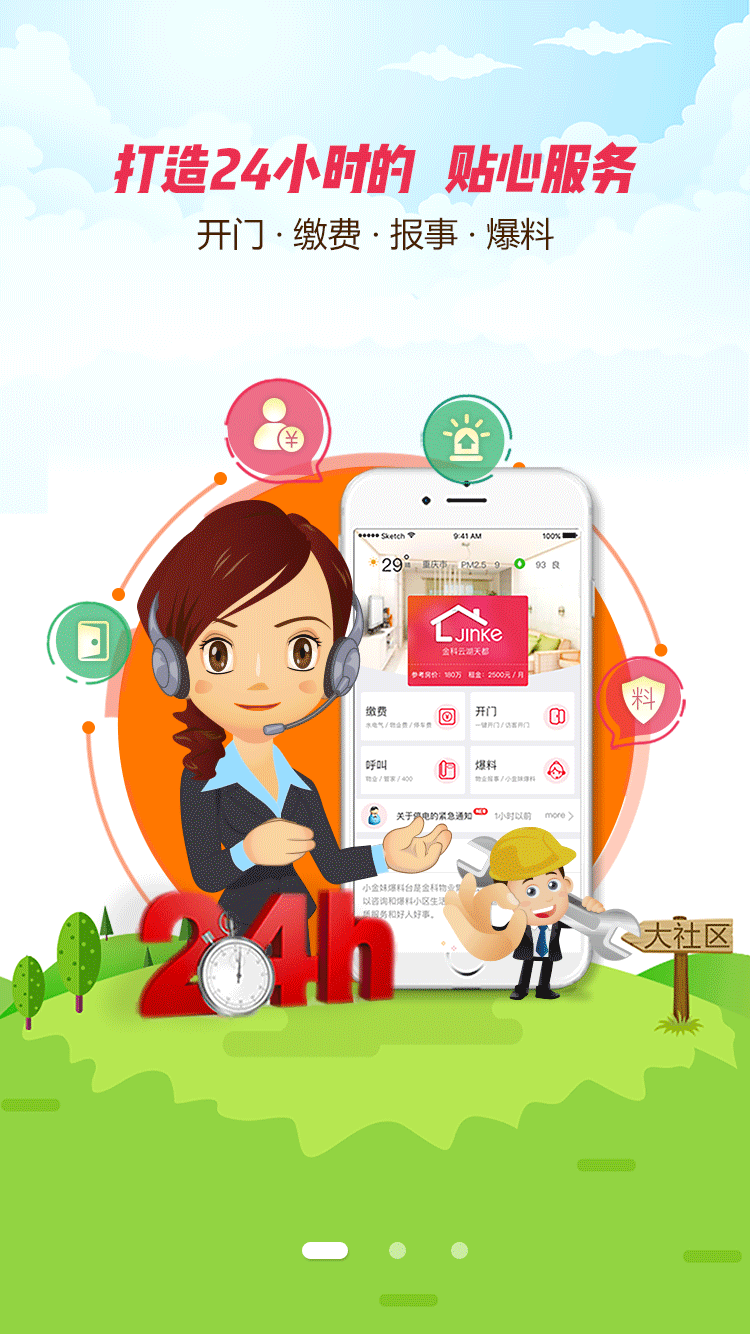 打造24小时的 贴心服务
开门·缴费·报事·爆料
¥
料
Sketch 9:41 AM 100%
29° 晴 重庆市 PM2.5 9 93 良
JINKE
金科云湖天都
参考房价：180万 租金：2500元/月
缴费
水电气/物业费/停车费
开门
一键开门/访客开门
呼叫
物业/管家/400
爆料
物业报事/小金妹爆料
关于停电的紧急通知 NEW 1小时以前 more
小金妹爆料台是金科物业
以咨询和爆料小区生活
质服务和好人好事。
24h
大社区